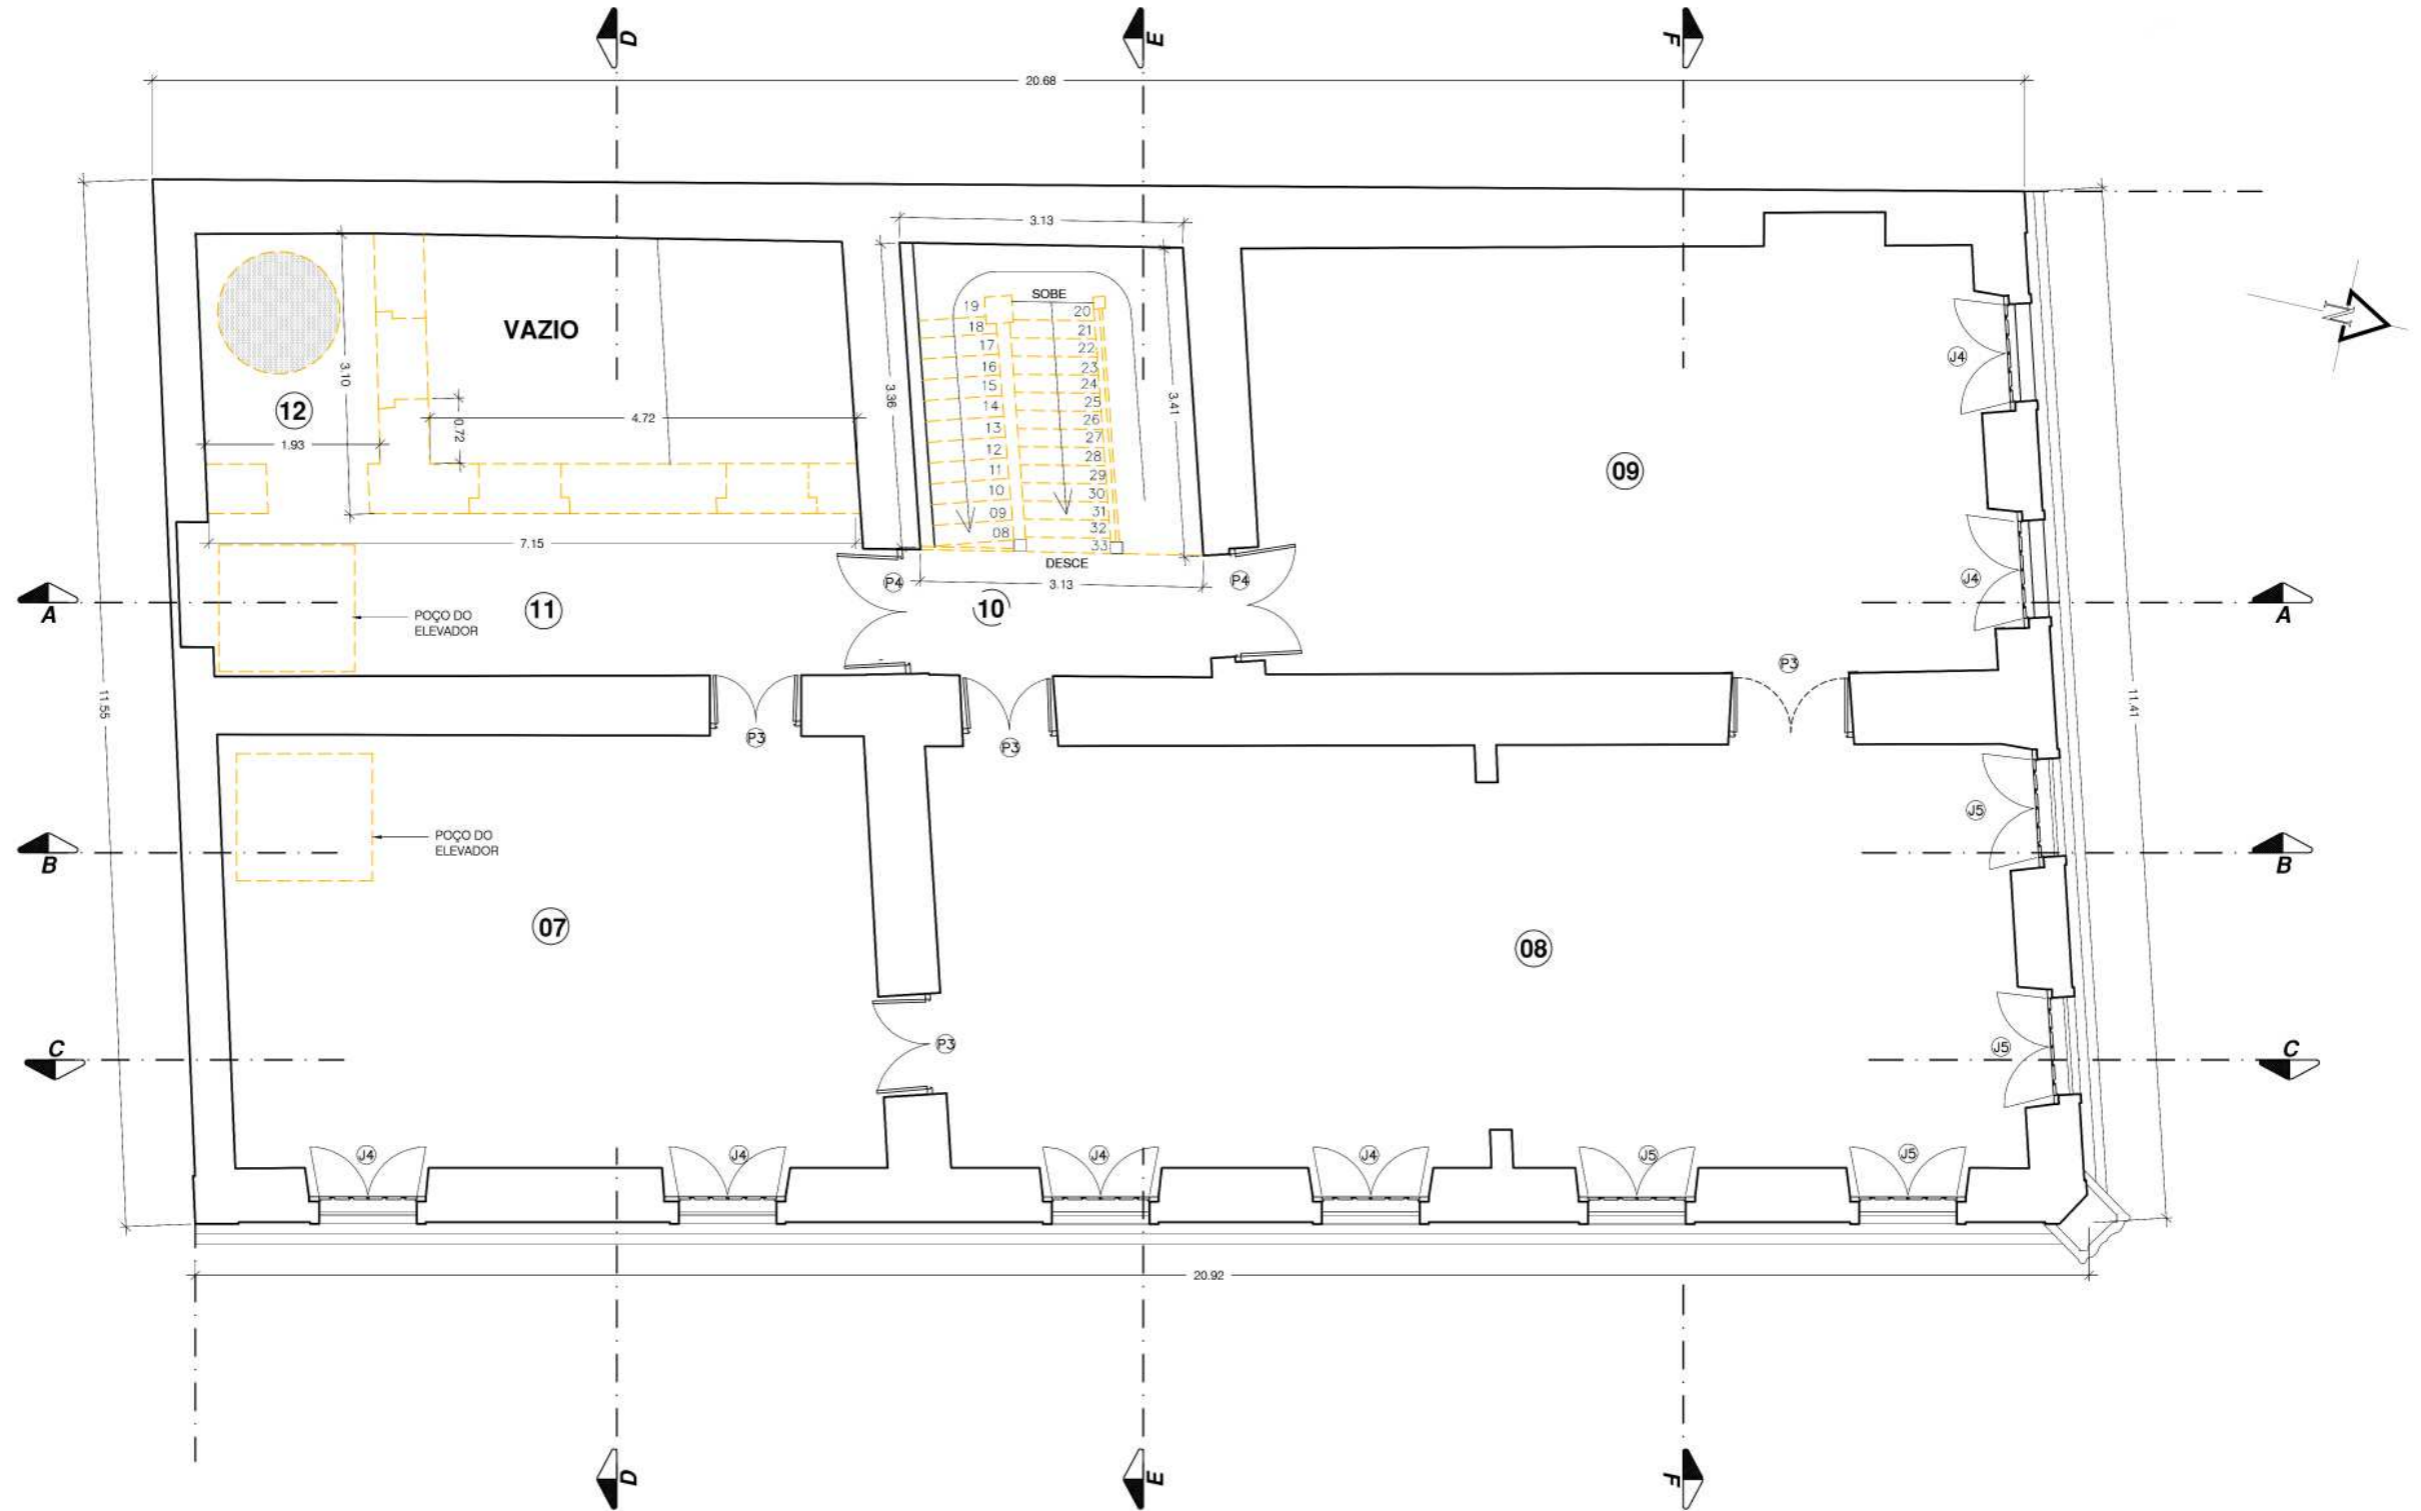 D
E
F
20.68
3.13
SOBE
19
20
18
21
17
22
16
23
15
24
14
25
13
26
12
27
11
28
10
29
09
30
08
31
32
33
DESCE
3.13
3.36
3.41
VAZIO
12
3.10
1.93
0.72
4.72
7.15
N
J4
09
J4
P4
P4
10
11
POÇO DO
ELEVADOR
A
A
P3
P3
P3
11.55
11.41
J5
POÇO DO
ELEVADOR
B
B
07
08
P3
J5
C
C
J4
J4
J4
J4
J5
J5
20.92
D
E
F